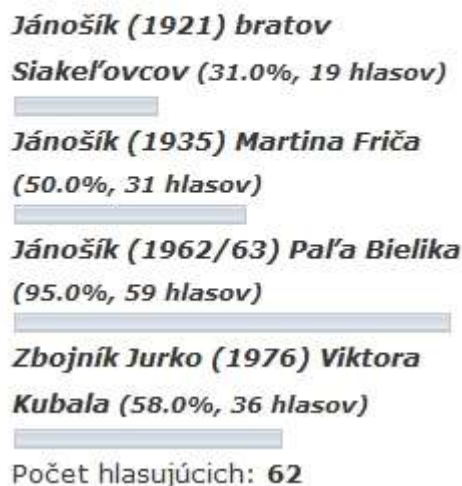 Jánošík (1921) bratov
Siakeľovcov (31.0%, 19 hlasov)
Jánošík (1935) Martina Friča
(50.0%, 31 hlasov)
Jánošík (1962/63) Paľa Bielika
(95.0%, 59 hlasov)
Zbojník Jurko (1976) Viktora
Kubala (58.0%, 36 hlasov)
Počet hlasujúcich: 62